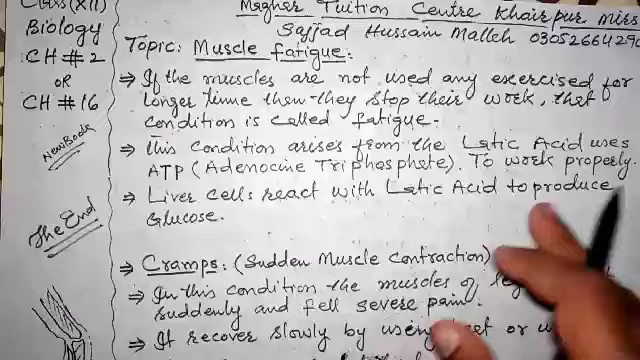 Class(XII)
Biology
CH # 2
OR
CH # 16
New Book
The End
Magher Tuition Centre Khairpur Mirs
Sajjad Hussain Malleh 0305266429
Topic: Muscle fatigue:
⇒ If the muscles are not used any exercised for
longer time then they stop their work, that
condition is called fatigue.
⇒ This condition arises from the Latic Acid uses
ATP (Adenocine Triphosphate). To work properly.
⇒ Liver cells react with Latic Acid to produce
Glucose.
⇒ Cramps: (Sudden Muscle Contraction)
⇒ In this condition the muscles of
suddenly and fell severe pain.
⇒ It recover slowly by using or